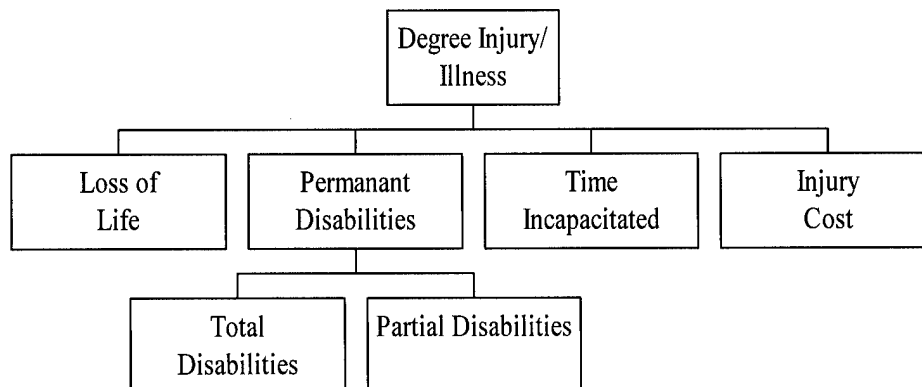 Degree Injury/
Illness
Loss of
Life
Permanant
Disabilities
Time
Incapacitated
Injury
Cost
Total
Disabilities
Partial Disabilities